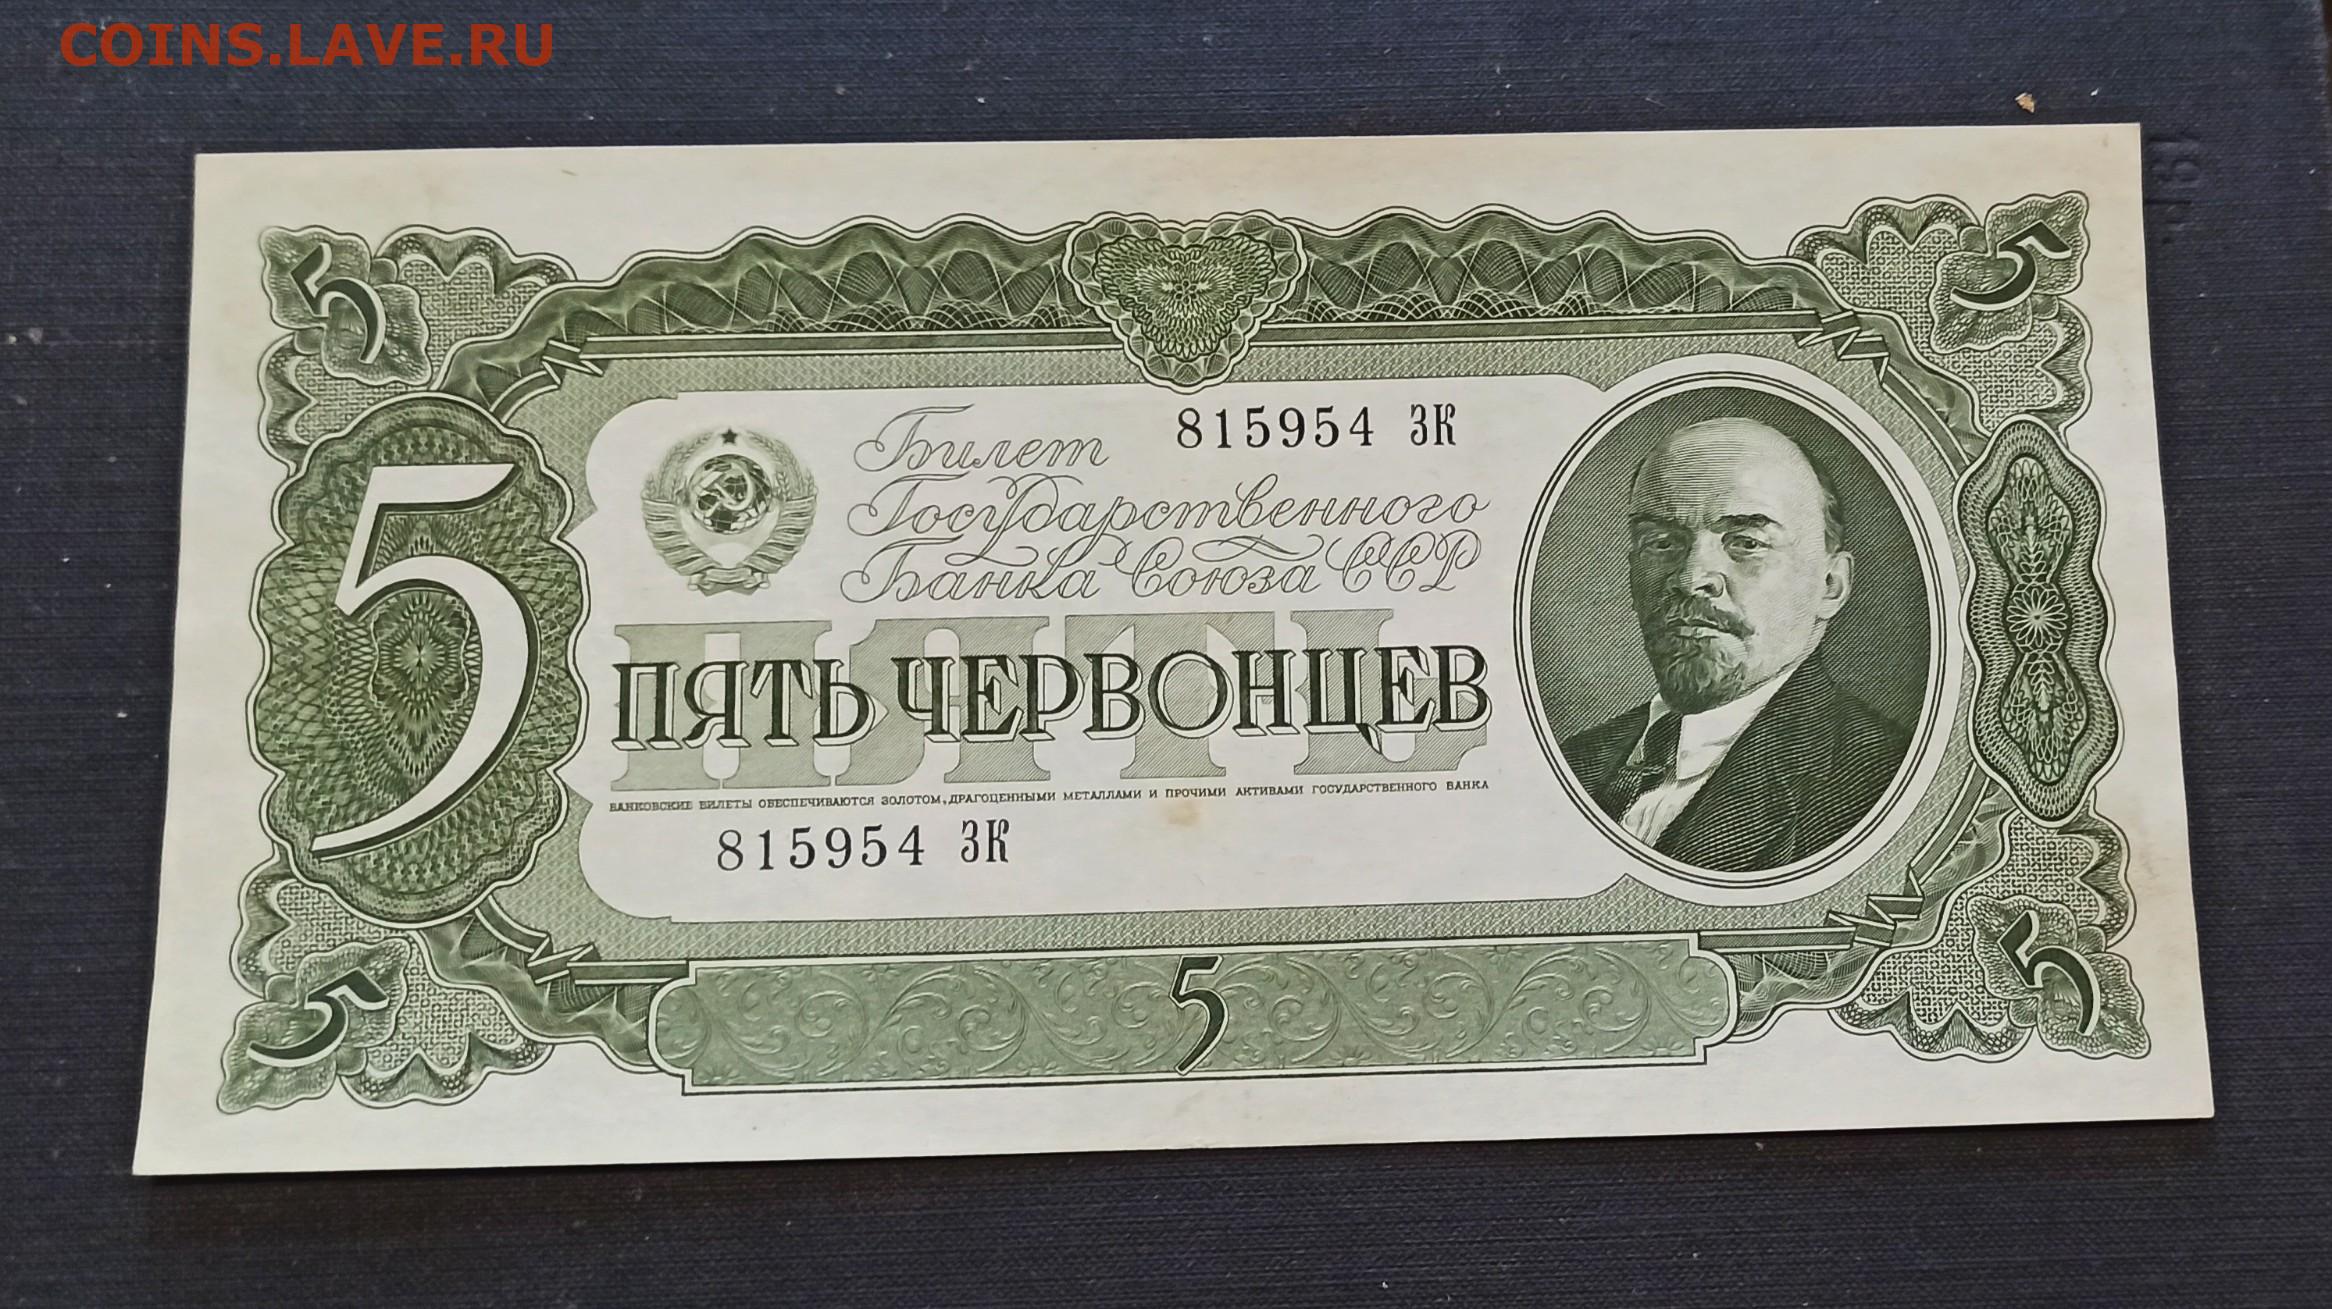 COINS.LAVE.RU
5 5
815954 ЗК
Билет
Государственного
Банка Союза ССР
5
ПЯТЬ
ПЯТЬ ЧЕРВОНЦЕВ
БАНКОВСКИЕ БИЛЕТЫ ОБЕСПЕЧИВАЮТСЯ ЗОЛОТОМ, ДРАГОЦЕННЫМИ МЕТАЛЛАМИ И ПРОЧИМИ АКТИВАМИ ГОСУДАРСТВЕННОГО БАНКА
815954 ЗК
5 5 5